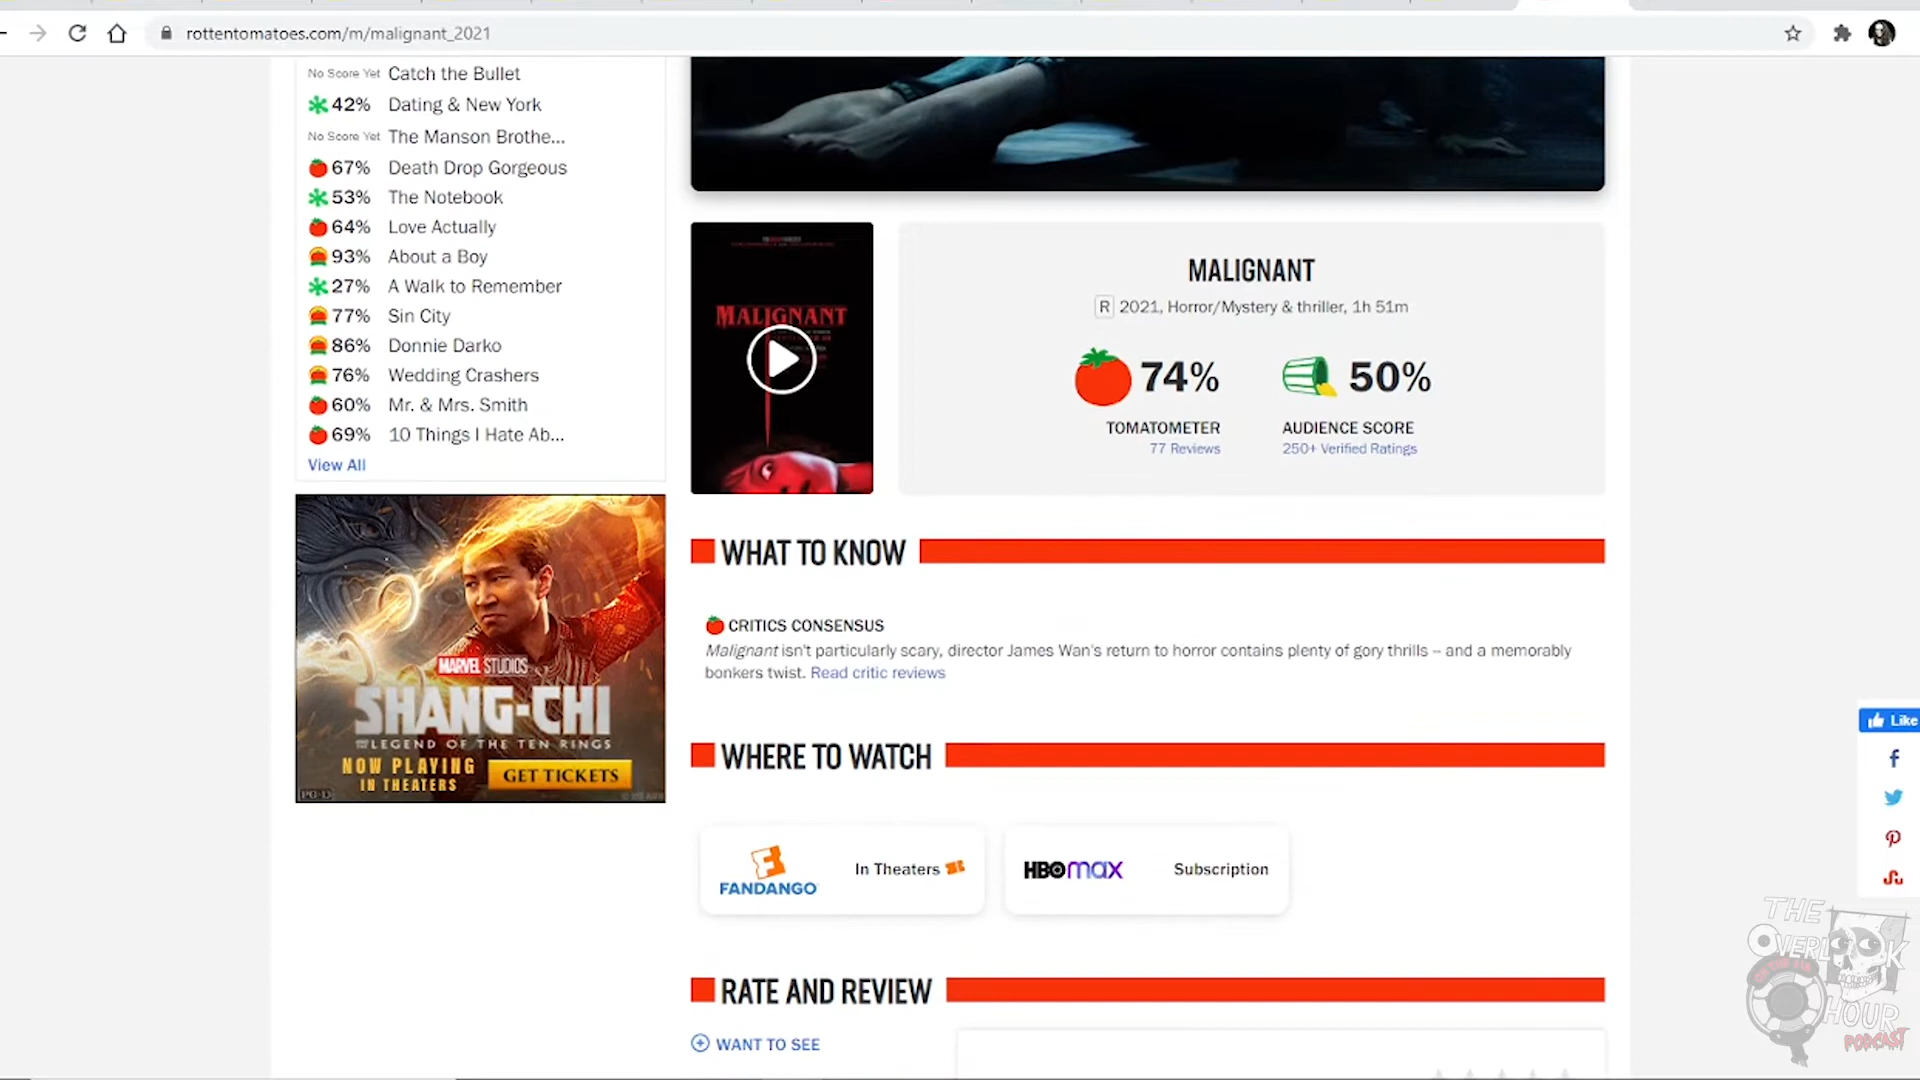 rottentomatoes.com/m/malignant_2021
No Score Yet Catch the Bullet
42% Dating & New York
No Score Yet The Manson Brothe...
67% Death Drop Gorgeous
53% The Notebook
64% Love Actually
93% About a Boy
27% A Walk to Remember
77% Sin City
86% Donnie Darko
76% Wedding Crashers
60% Mr. & Mrs. Smith
69% 10 Things I Hate Ab...
View All
MARVEL STUDIOS
SHANG-CHI
AND THE LEGEND OF THE TEN RINGS
NOW PLAYING
IN THEATERS
GET TICKETS
PG-13
MALIGNANT
MALIGNANT
R 2021, Horror/Mystery & thriller, 1h 51m
74% 50%
TOMATOMETER AUDIENCE SCORE
77 Reviews 250+ Verified Ratings
WHAT TO KNOW
CRITICS CONSENSUS
Malignant isn't particularly scary, director James Wan's return to horror contains plenty of gory thrills -- and a memorably
bonkers twist. Read critic reviews
WHERE TO WATCH
FANDANGO In Theaters
HBOmax Subscription
RATE AND REVIEW
WANT TO SEE
Like
THE
OVERLOOK
HOUR
PODCAST